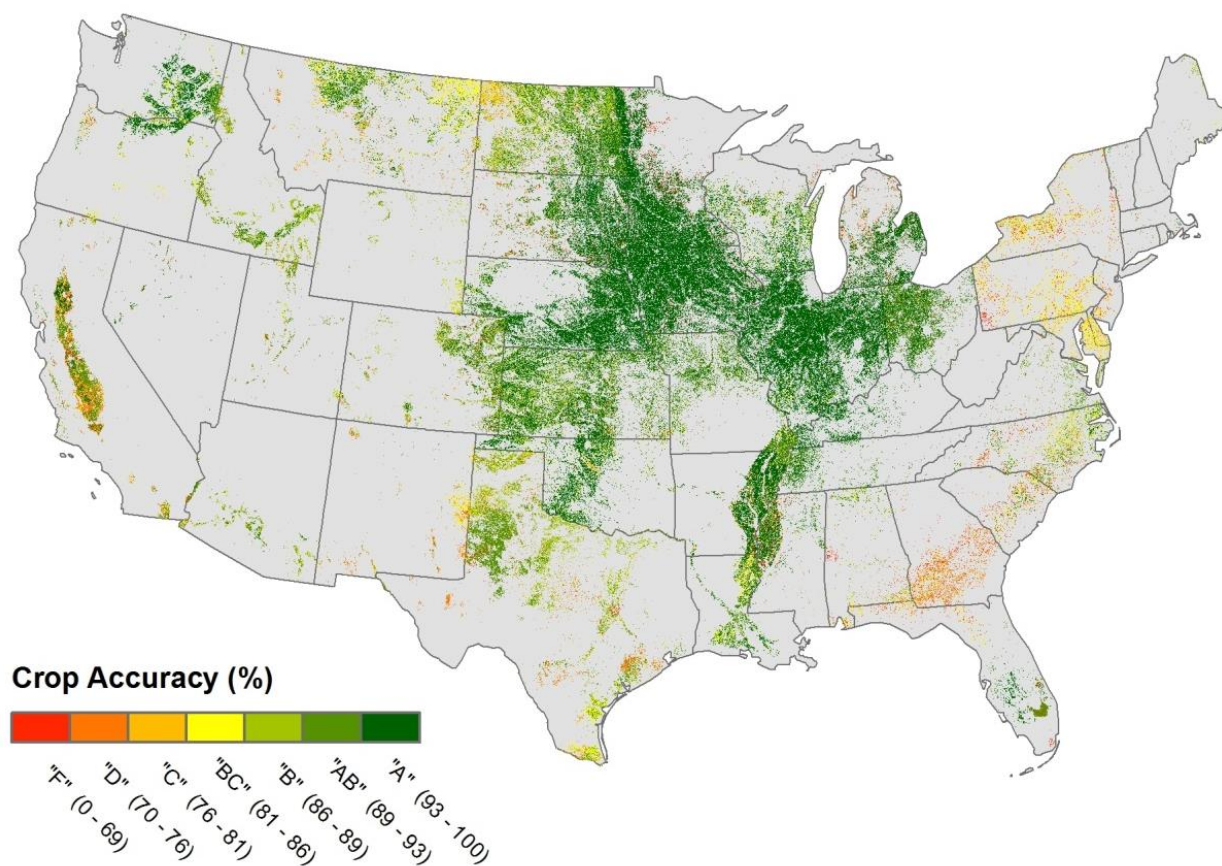 Crop Accuracy (%)
"F" (0 - 69)
"D" (70 - 76)
"C" (76 - 81)
"BC" (81 - 86)
"B" (86 - 89)
"AB" (89 - 93)
"A" (93 - 100)